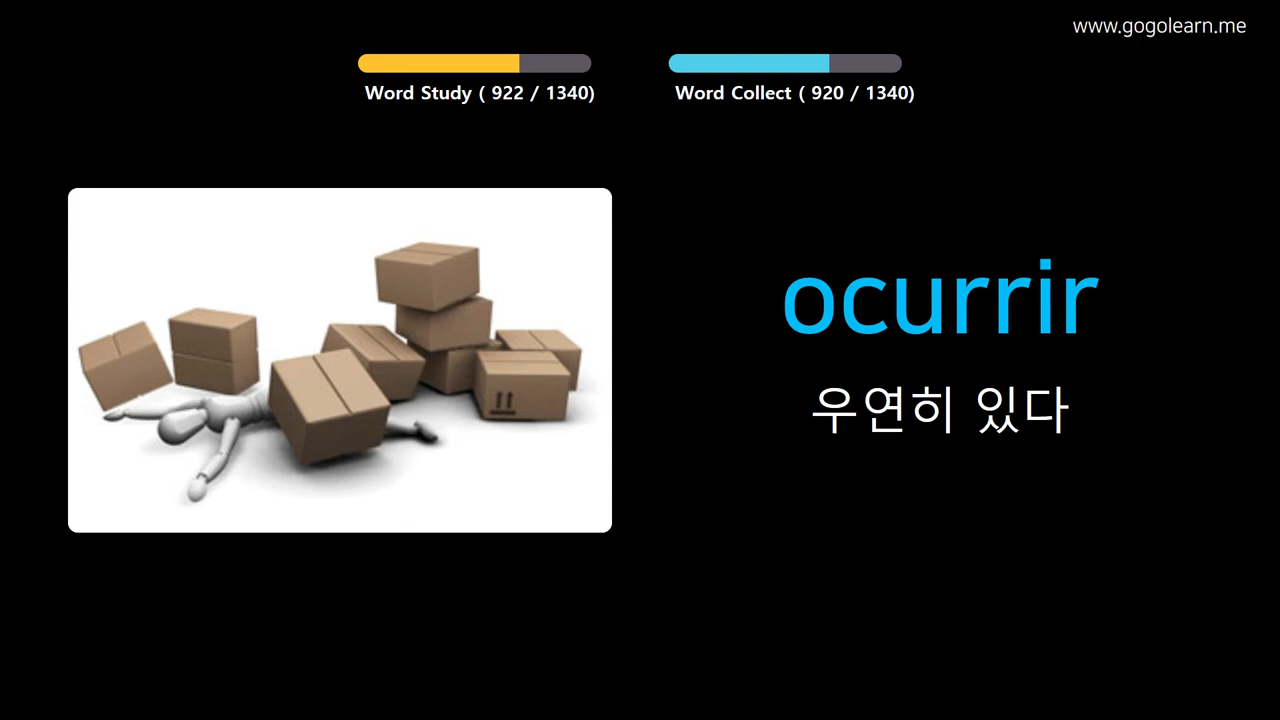 www.gogolearn.me
Word Study ( 922 / 1340)
Word Collect ( 920 / 1340)
ocurrir
우연히 있다